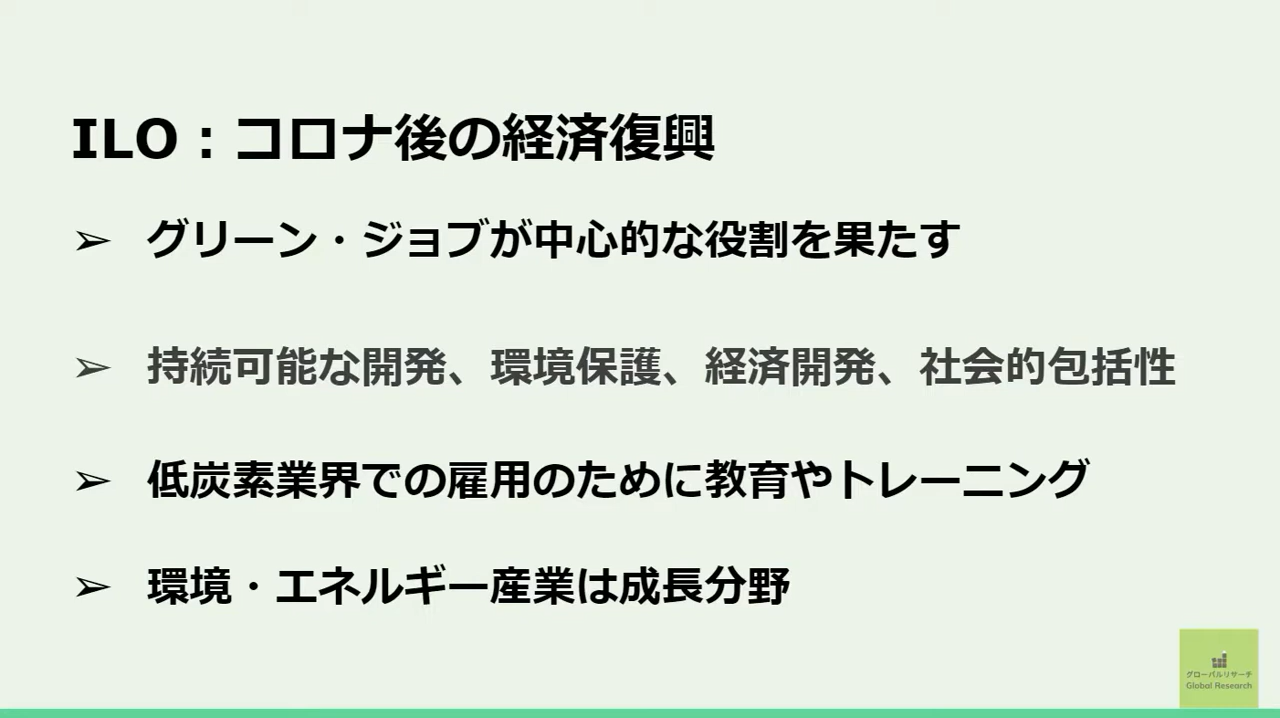 ILO：コロナ後の経済復興
➢ グリーン・ジョブが中心的な役割を果たす
➢ 持続可能な開発、環境保護、経済開発、社会的包括性
➢ 低炭素業界での雇用のために教育やトレーニング
➢ 環境・エネルギー産業は成長分野
グローバルリサーチ
Global Research